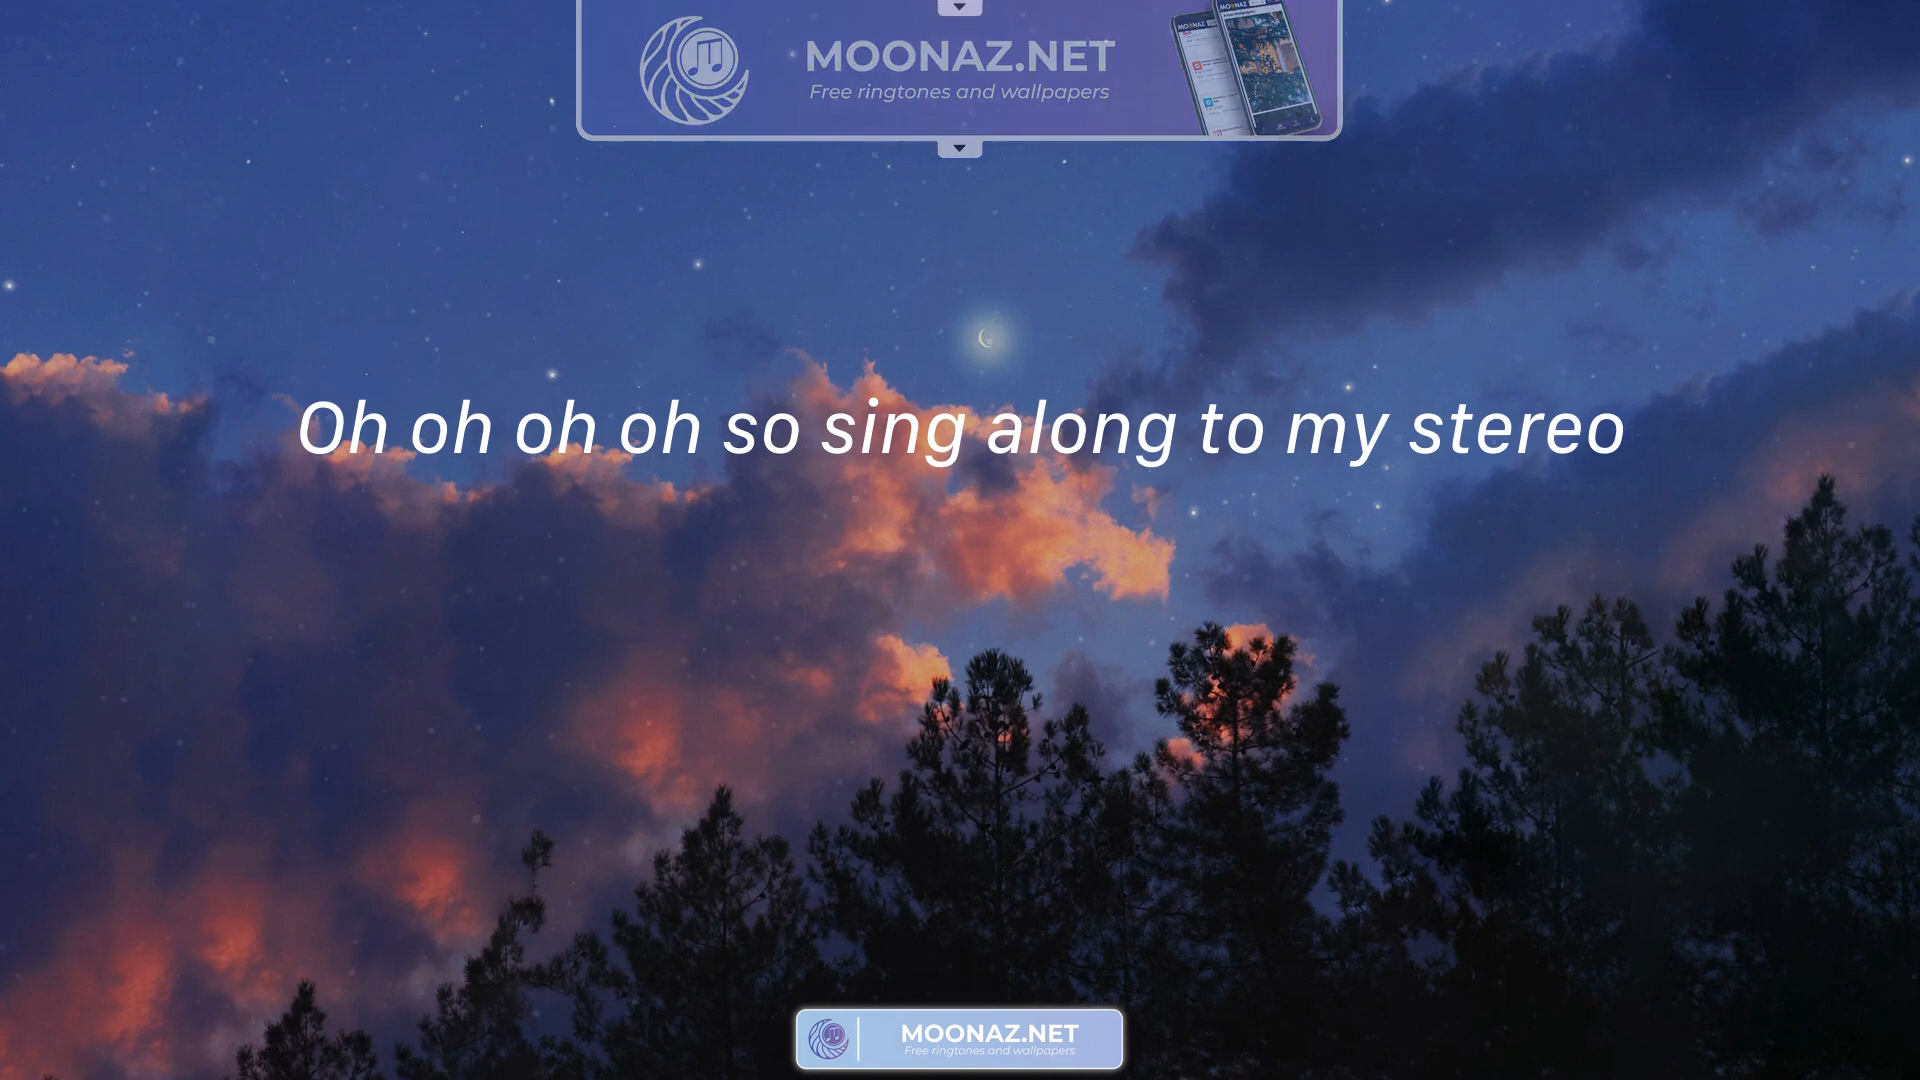 MOONAZ.NET
Free ringtones and wallpapers
Oh oh oh oh so sing along to my stereo
MOONAZ.NET
Free ringtones and wallpapers